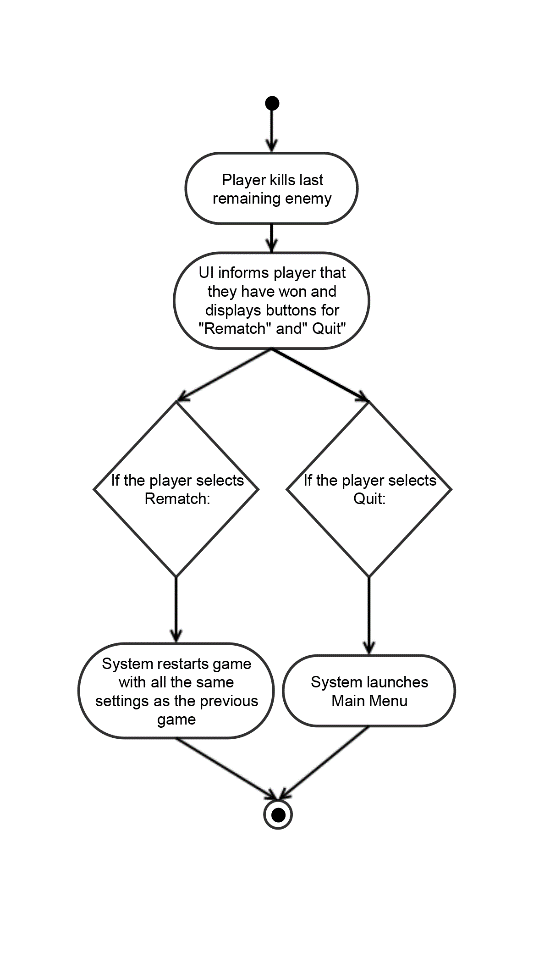 Player kills last
remaining enemy
UI informs player that
they have won and
displays buttons for
"Rematch" and" Quit"
If the player selects
Rematch:
If the player selects
Quit:
System restarts game
with all the same
settings as the previous
game
System launches
Main Menu